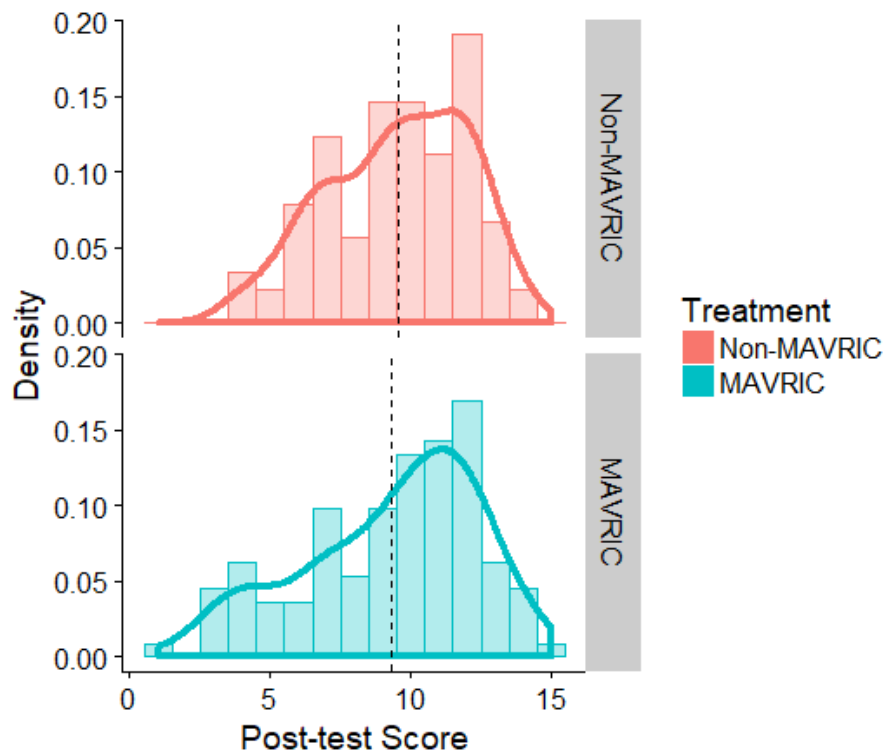 0.20
0.15
0.10
0.05
0.00
Non-MAVRIC
0.20
0.15
0.10
0.05
0.00
MAVRIC
Density
0 5 10 15
Post-test Score
Treatment
Non-MAVRIC
MAVRIC